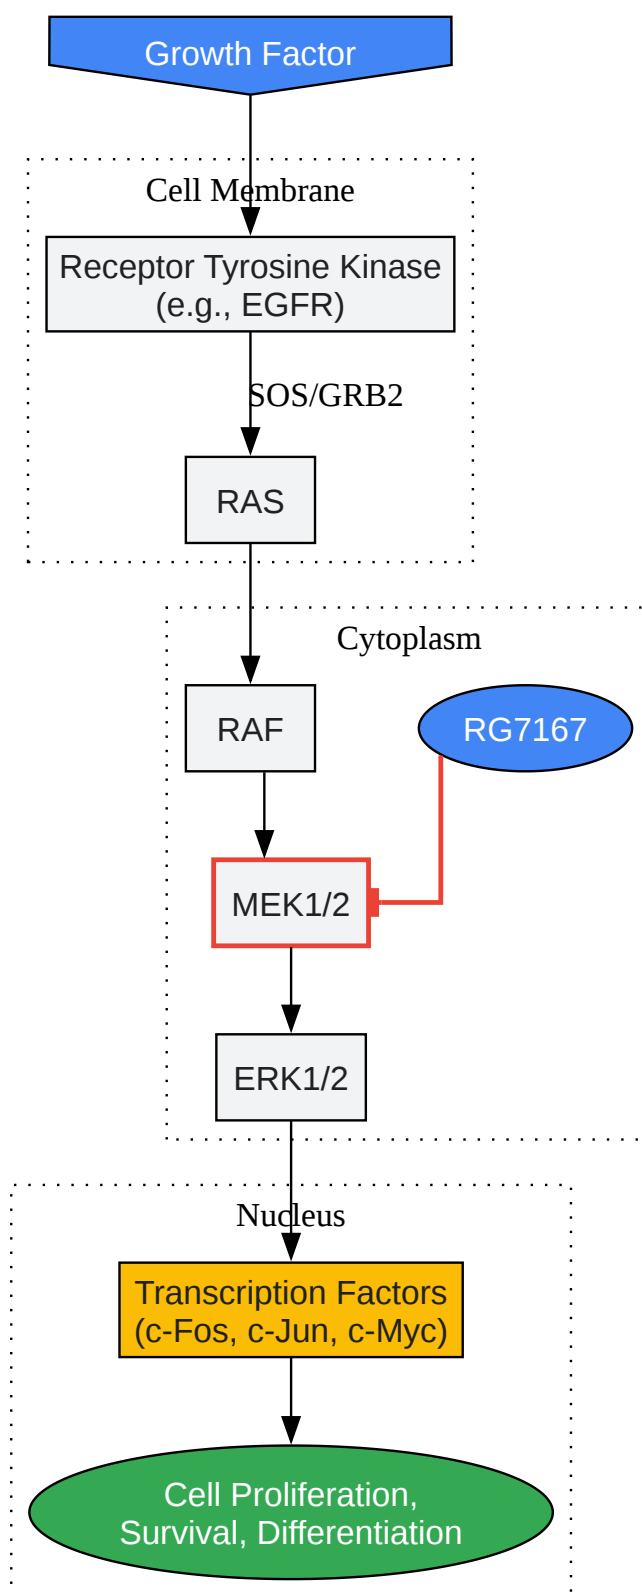 Growth Factor
Cell Membrane
Receptor Tyrosine Kinase
(e.g., EGFR)
SOS/GRB2
RAS
Cytoplasm
RAF
RG7167
MEK1/2
ERK1/2
Nucleus
Transcription Factors
(c-Fos, c-Jun, c-Myc)
Cell Proliferation,
Survival, Differentiation